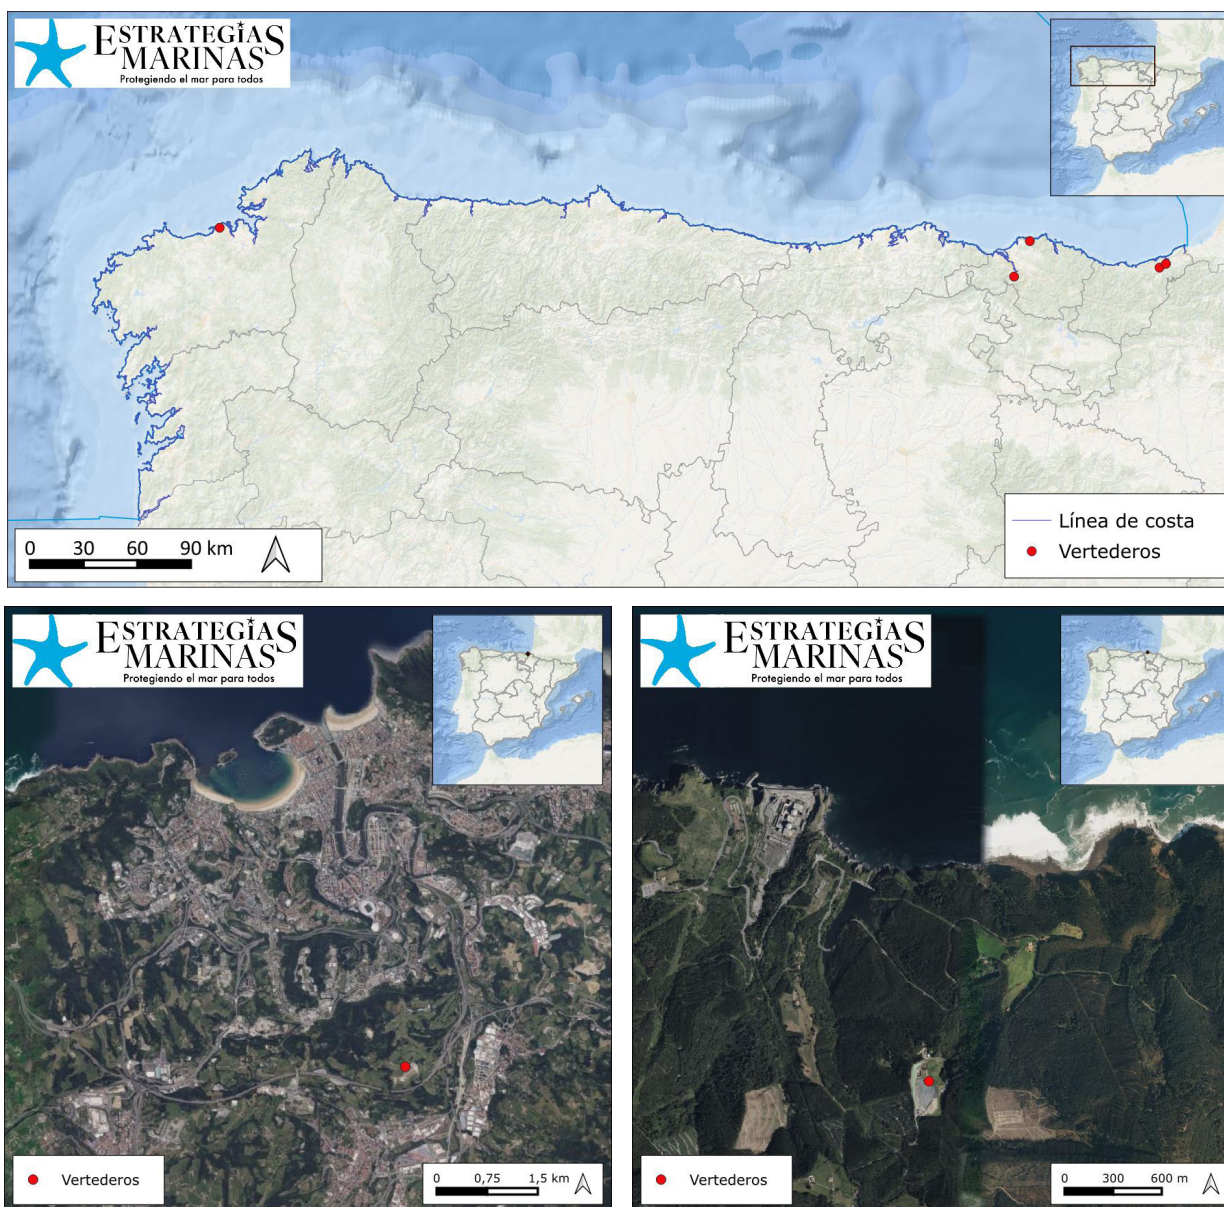 ESTRATEGIAS
MARINAS
Protegiendo el mar para todos
0 30 60 90 km
Línea de costa
Vertederos
ESTRATEGIAS
MARINAS
Protegiendo el mar para todos
Vertederos
0 0,75 1,5 km
ESTRATEGIAS
MARINAS
Protegiendo el mar para todos
Vertederos
0 300 600 m